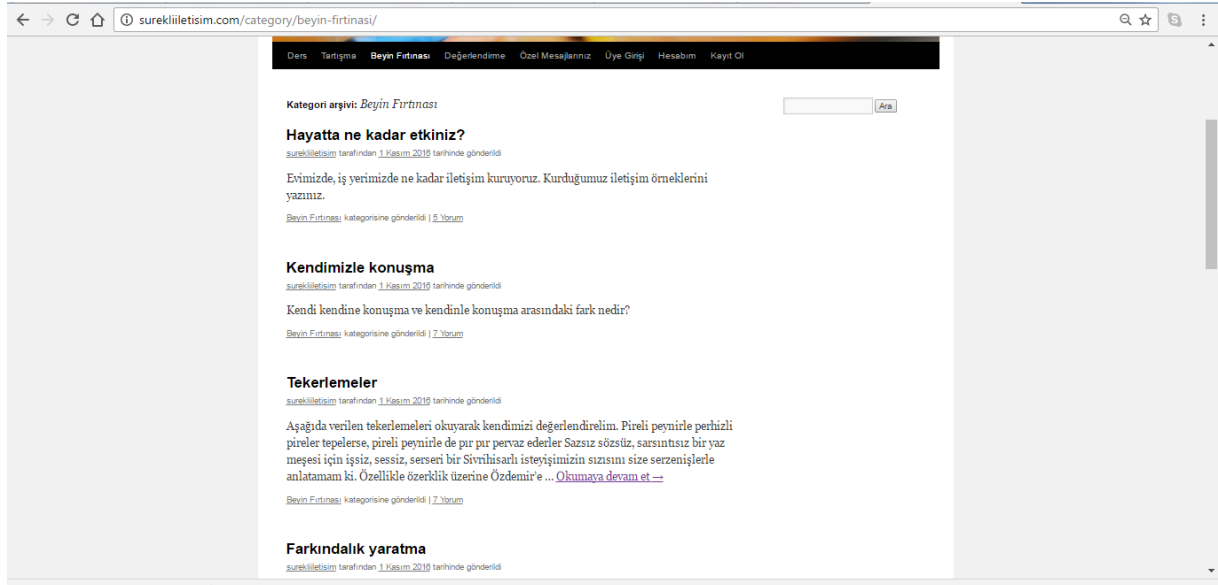 surekliiletisim.com/category/beyin-firtinasi/
Ders Tartışma Beyin Fırtınası Değerlendirme Özel Mesajlarınız Üye Girişi Hesabım Kayıt Ol
Kategori arşivi: Beyin Fırtınası
Ara
Hayatta ne kadar etkiniz?
surekliiletisim tarafından 1 Kasım 2016 tarihinde gönderildi
Evimizde, iş yerimizde ne kadar iletişim kuruyoruz. Kurduğumuz iletişim örneklerini
yazınız.
Beyin Fırtınası kategorisine gönderildi | 5 Yorum
Kendimizle konuşma
surekliiletisim tarafından 1 Kasım 2016 tarihinde gönderildi
Kendi kendine konuşma ve kendinle konuşma arasındaki fark nedir?
Beyin Fırtınası kategorisine gönderildi | 7 Yorum
Tekerlemeler
surekliiletisim tarafından 1 Kasım 2016 tarihinde gönderildi
Aşağıda verilen tekerlemeleri okuyarak kendimizi değerlendirelim. Pireli peynirle perhizli
pireler tepelerse, pireli peynirle de pır pır pervaz ederler Sazsız sözsüz, sarsıntısız bir yaz
meşesi için işsiz, sessiz, serseri bir Sivrihisarlı isteyişimizin sızısını size serzenişlerle
anlatamam ki. Özellikle özerklik üzerine Özdemir'e ... Okumaya devam et →
Beyin Fırtınası kategorisine gönderildi | 7 Yorum
Farkındalık yaratma
surekliiletisim tarafından 1 Kasım 2016 tarihinde gönderildi